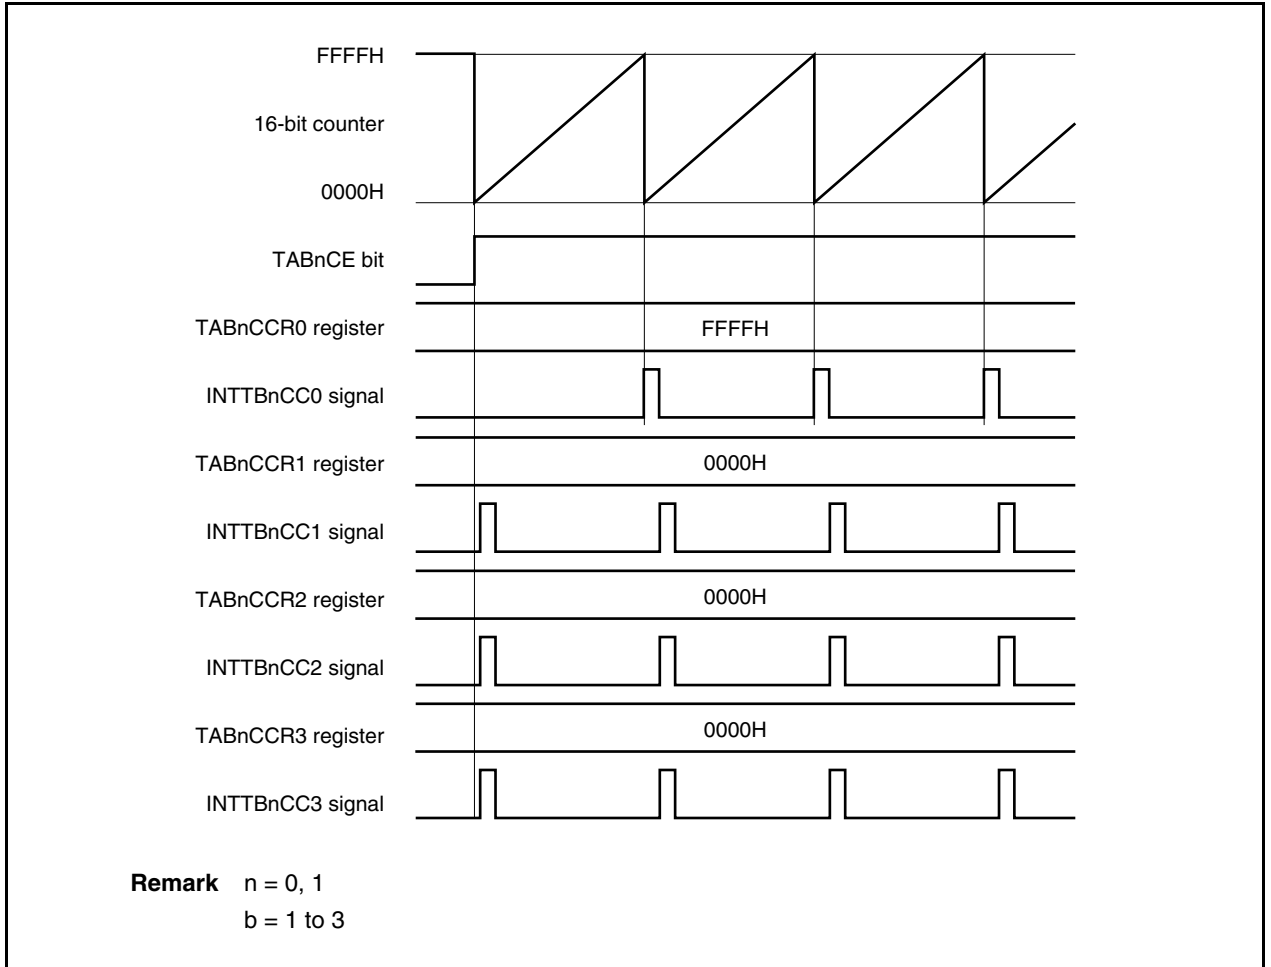 FFFFH
16-bit counter
0000H
TABnCE bit
TABnCCR0 register
FFFFH
INTTBnCC0 signal
TABnCCR1 register
0000H
INTTBnCC1 signal
TABnCCR2 register
0000H
INTTBnCC2 signal
TABnCCR3 register
0000H
INTTBnCC3 signal
Remark n = 0, 1
b = 1 to 3